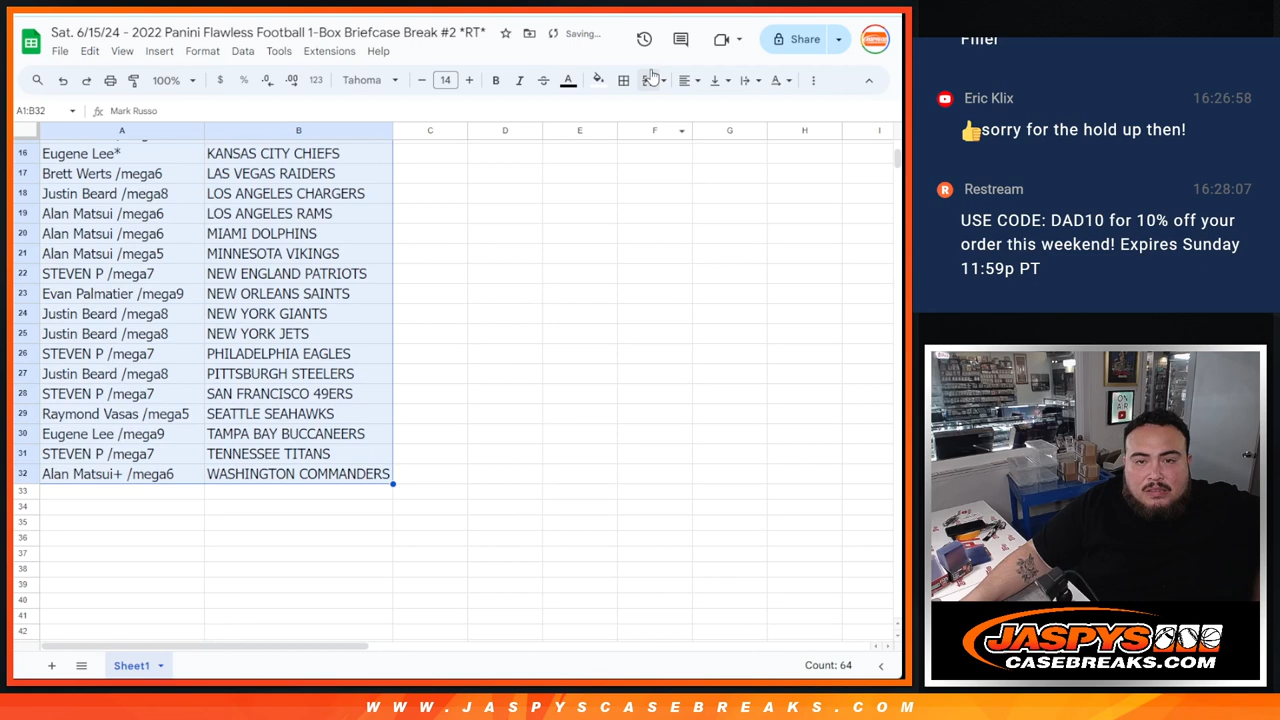 Sat. 6/15/24 - 2022 Panini Flawless Football 1-Box Briefcase Break #2 *RT*
Saving...
Share
File Edit View Insert Format Data Tools Extensions Help
100% $ % .0 .00 123 Tahoma 14 B I A
A1:B32 fx Mark Russo
A B C D E F G H I
16 Eugene Lee* KANSAS CITY CHIEFS
17 Brett Werts /mega6 LAS VEGAS RAIDERS
18 Justin Beard /mega8 LOS ANGELES CHARGERS
19 Alan Matsui /mega6 LOS ANGELES RAMS
20 Alan Matsui /mega6 MIAMI DOLPHINS
21 Alan Matsui /mega5 MINNESOTA VIKINGS
22 STEVEN P /mega7 NEW ENGLAND PATRIOTS
23 Evan Palmatier /mega9 NEW ORLEANS SAINTS
24 Justin Beard /mega8 NEW YORK GIANTS
25 Justin Beard /mega8 NEW YORK JETS
26 STEVEN P /mega7 PHILADELPHIA EAGLES
27 Justin Beard /mega8 PITTSBURGH STEELERS
28 STEVEN P /mega7 SAN FRANCISCO 49ERS
29 Raymond Vasas /mega5 SEATTLE SEAHAWKS
30 Eugene Lee /mega9 TAMPA BAY BUCCANEERS
31 STEVEN P /mega7 TENNESSEE TITANS
32 Alan Matsui+ /mega6 WASHINGTON COMMANDERS
33
34
35
36
37
38
39
40
41
42
Sheet1
Count: 64
Filler
Eric Klix 16:26:58
👍sorry for the hold up then!
Restream 16:28:07
USE CODE: DAD10 for 10% off your
order this weekend! Expires Sunday
11:59p PT
ON
AIR
JASPYS
CASEBREAKS.COM
WWW.JASPYSCASEBREAKS.COM